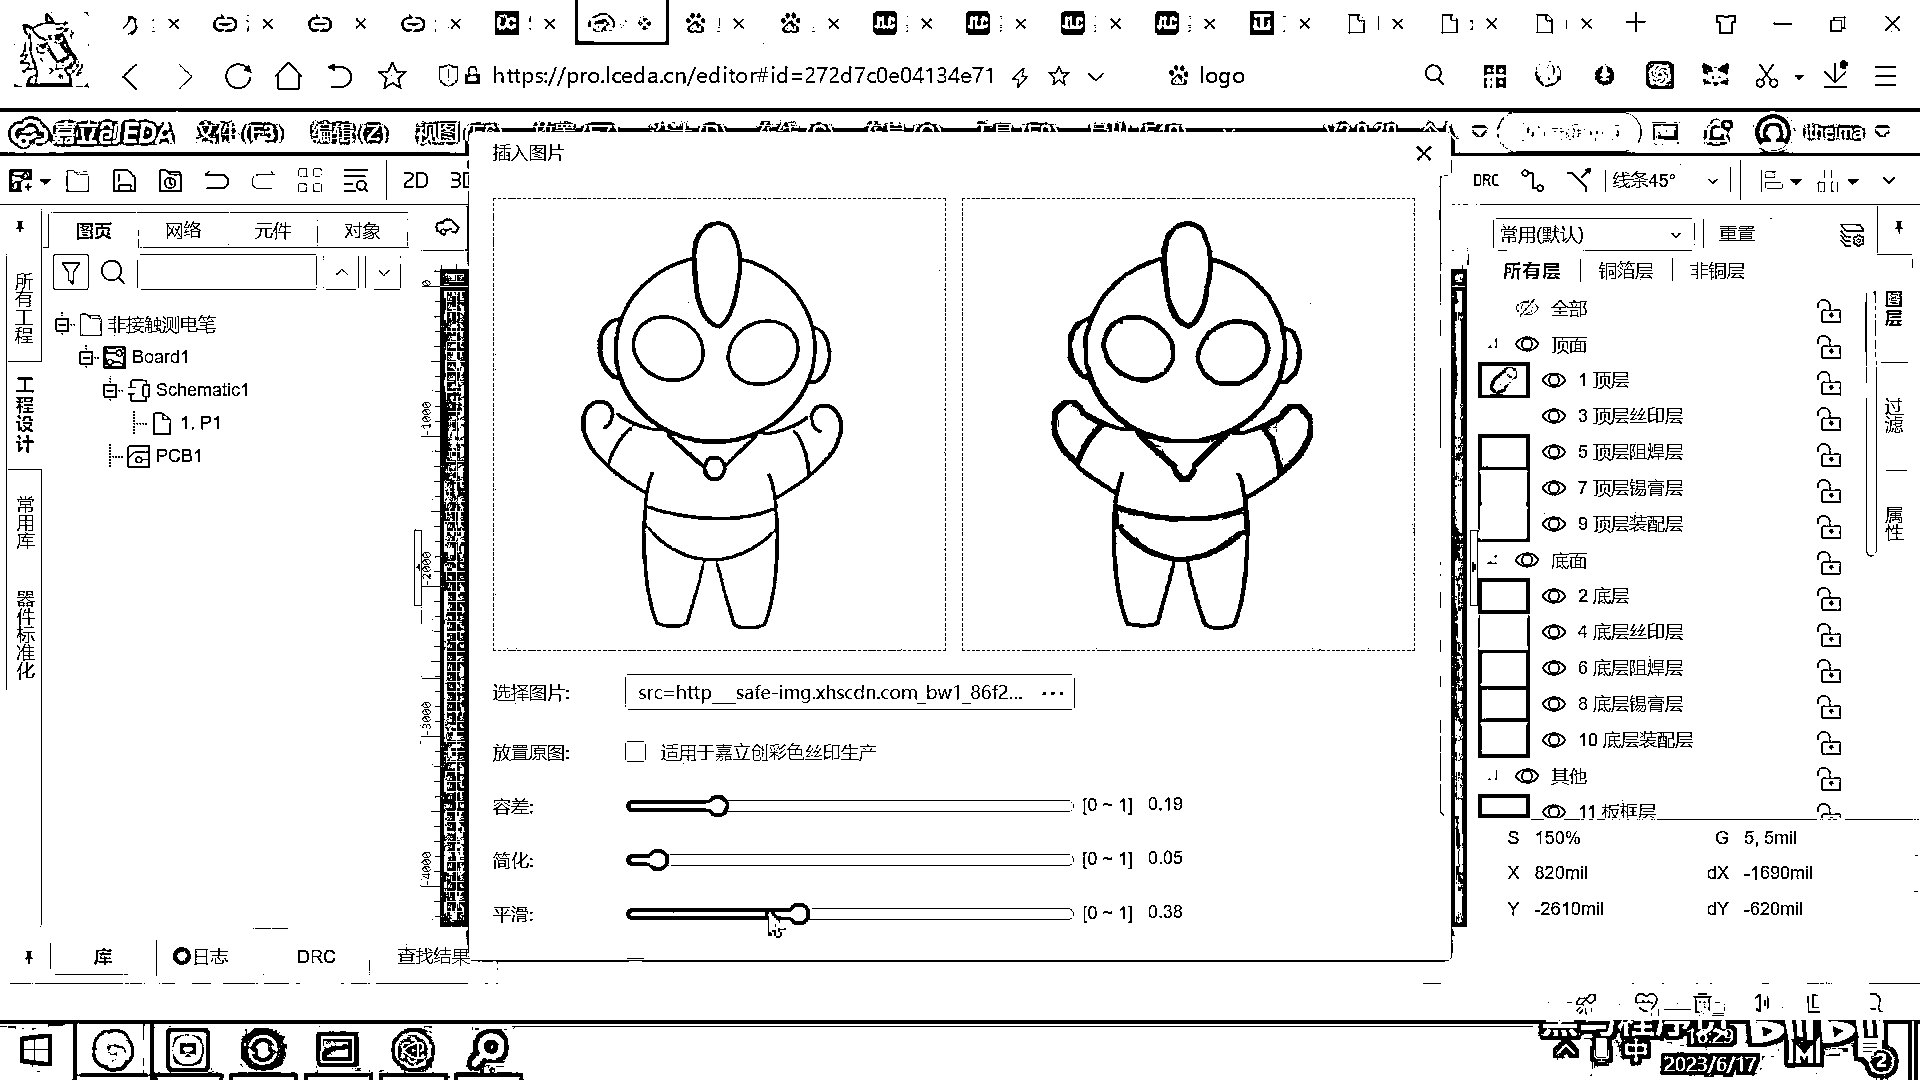 https://pro.lceda.cn/editor#id=272d7c0e04134e71
logo
嘉立创EDA 文件(F3) 编辑(Z)
插入图片
2D
DRC
线条45°
图页 网络 元件 对象
常用(默认) 重置
所有层 铜箔层 非铜层
所有工程
工程设计
常用库
器件标准化
非接触测电笔
Board1
Schematic1
1. P1
PCB1
0
-1000
-2000
-3000
-4000
全部
顶面
1 顶层
3 顶层丝印层
5 顶层阻焊层
7 顶层锡膏层
9 顶层装配层
底面
2 底层
4 底层丝印层
6 底层阻焊层
8 底层锡膏层
10 底层装配层
其他
11 板框层
图层
过滤
属性
选择图片: src=http__safe-img.xhscdn.com_bw1_86f2... ...
放置原图: 适用于嘉立创彩色丝印生产
容差: [0 ~ 1] 0.19
简化: [0 ~ 1] 0.05
平滑: [0 ~ 1] 0.38
S 150% G 5, 5mil
X 820mil dX -1690mil
Y -2610mil dY -620mil
库 日志 DRC 查找结果
中
16:29
2023/6/17
2